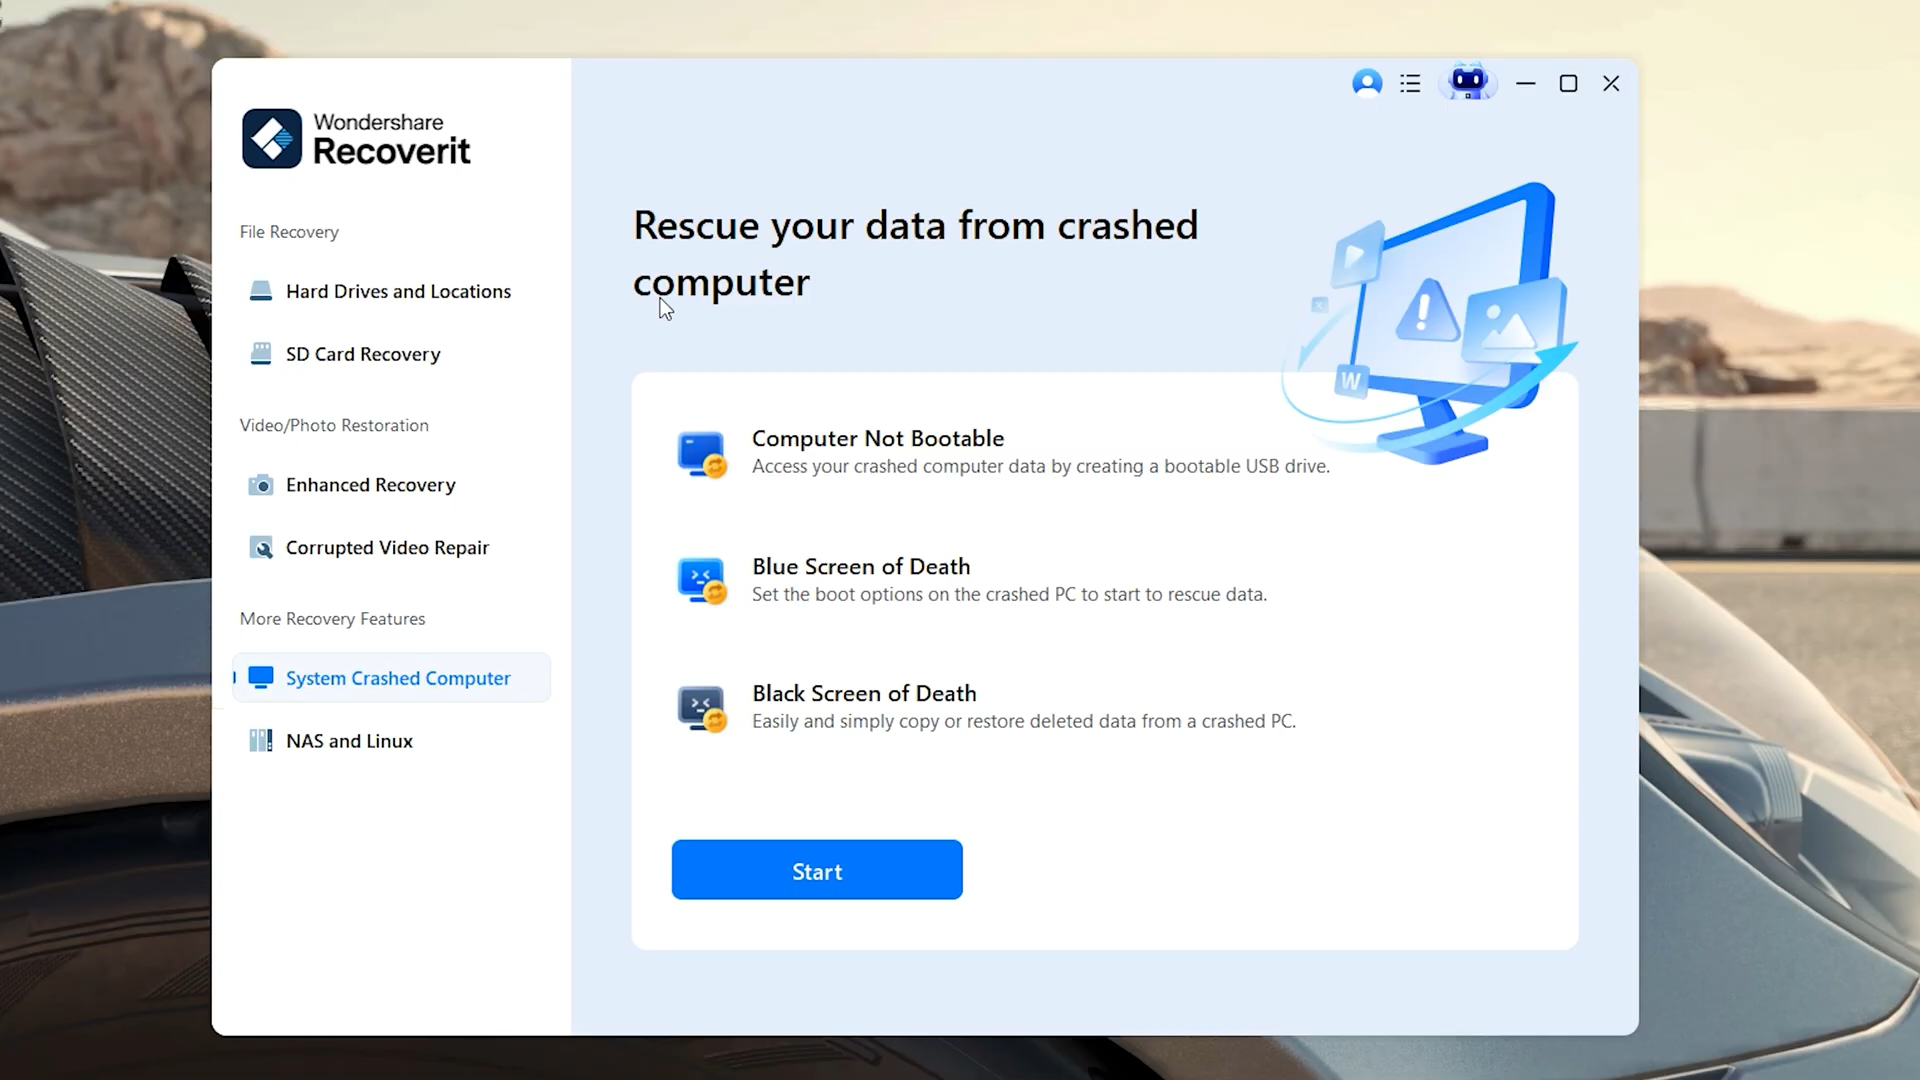 Wondershare
Recoverit
File Recovery
Hard Drives and Locations
SD Card Recovery
Video/Photo Restoration
Enhanced Recovery
Corrupted Video Repair
More Recovery Features
System Crashed Computer
NAS and Linux
Rescue your data from crashed
computer
W
Computer Not Bootable
Access your crashed computer data by creating a bootable USB drive.
Blue Screen of Death
Set the boot options on the crashed PC to start to rescue data.
Black Screen of Death
Easily and simply copy or restore deleted data from a crashed PC.
Start